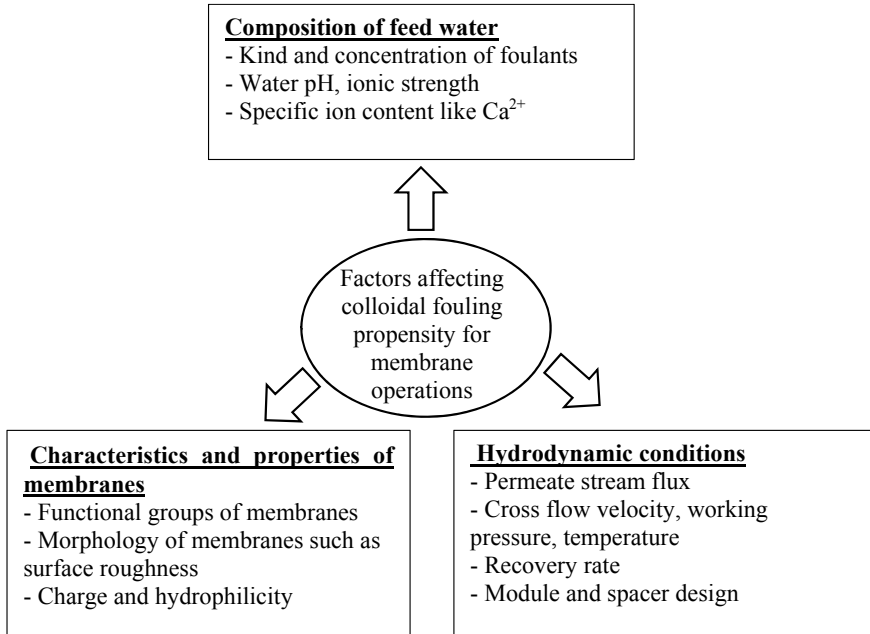 Composition of feed water
- Kind and concentration of foulants
- Water pH, ionic strength
- Specific ion content like Ca²⁺
Factors affecting
colloidal fouling
propensity for
membrane
operations
Characteristics and properties of
membranes
- Functional groups of membranes
- Morphology of membranes such as
surface roughness
- Charge and hydrophilicity
Hydrodynamic conditions
- Permeate stream flux
- Cross flow velocity, working
pressure, temperature
- Recovery rate
- Module and spacer design